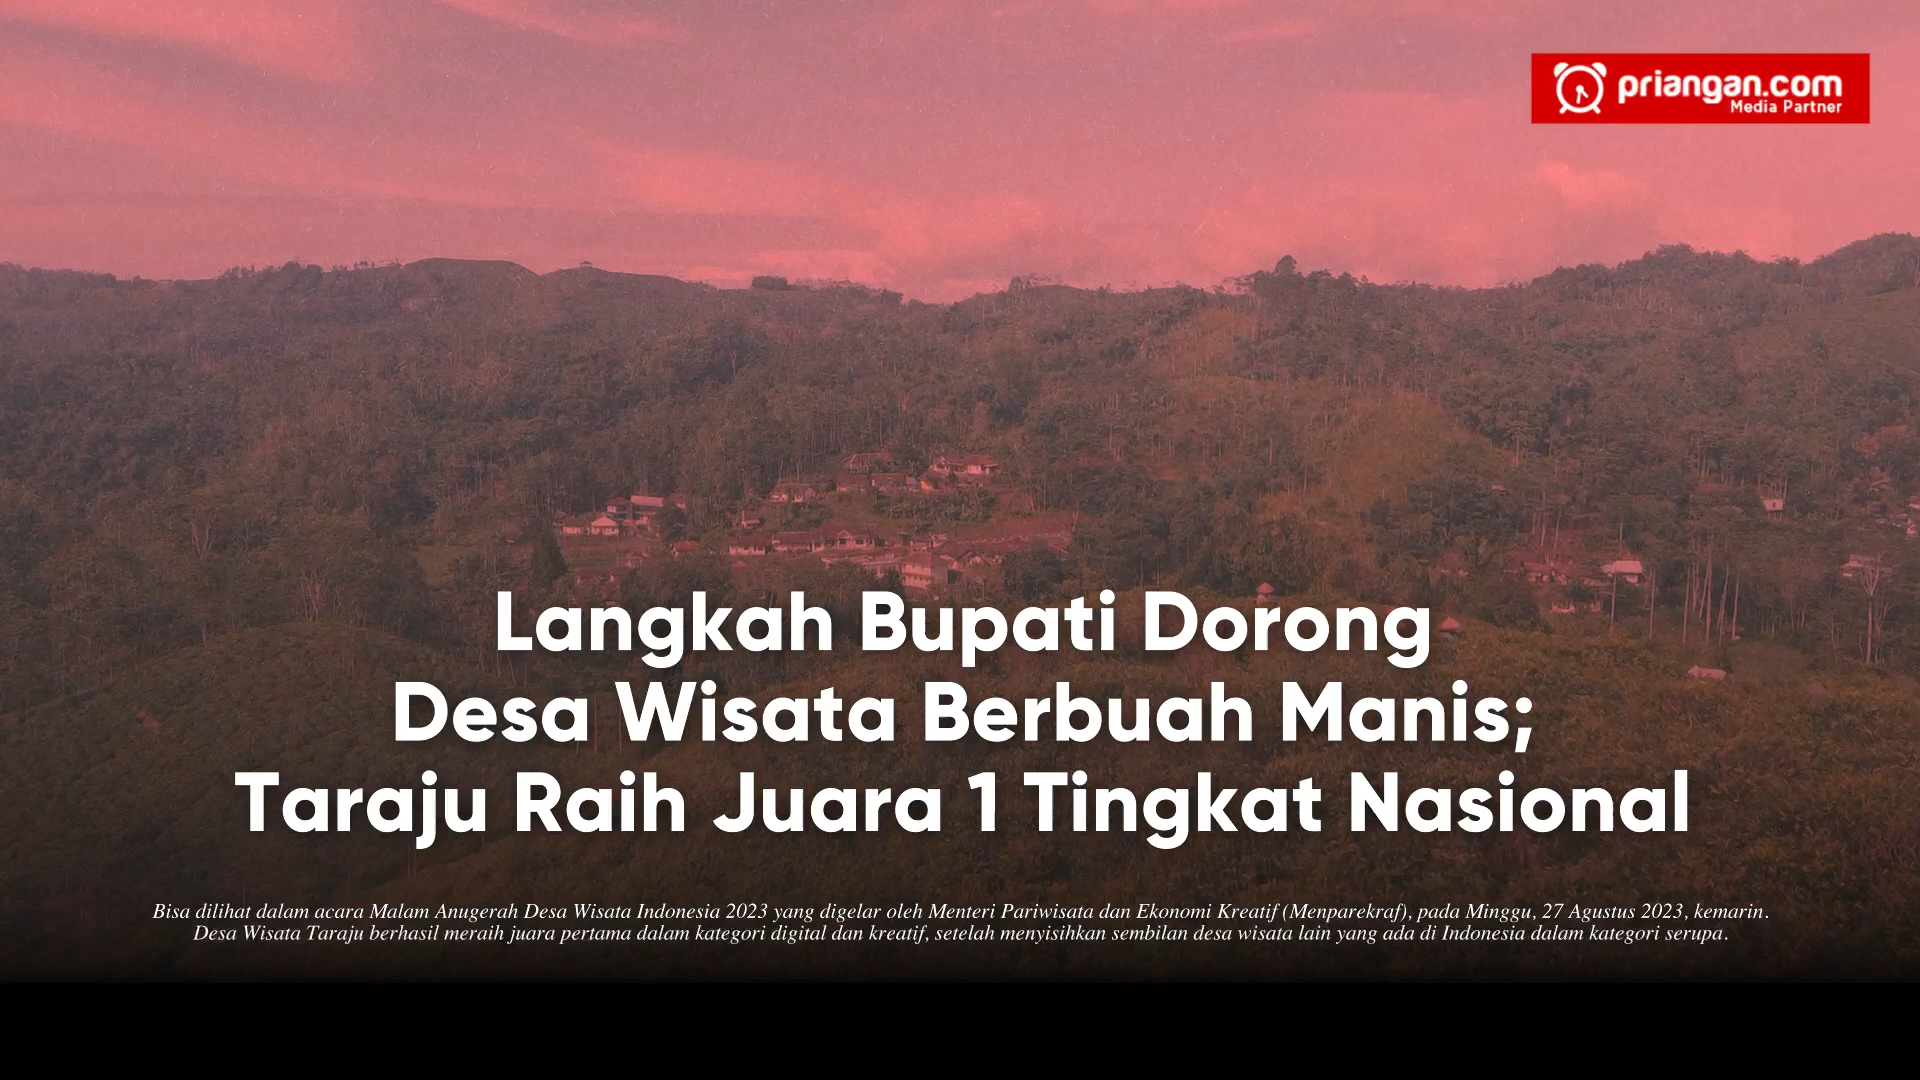 priangan.com
Media Partner
Langkah Bupati Dorong
Desa Wisata Berbuah Manis;
Taraju Raih Juara 1 Tingkat Nasional
Bisa dilihat dalam acara Malam Anugerah Desa Wisata Indonesia 2023 yang digelar oleh Menteri Pariwisata dan Ekonomi Kreatif (Menparekraf), pada Minggu, 27 Agustus 2023, kemarin.
Desa Wisata Taraju berhasil meraih juara pertama dalam kategori digital dan kreatif, setelah menyisihkan sembilan desa wisata lain yang ada di Indonesia dalam kategori serupa.